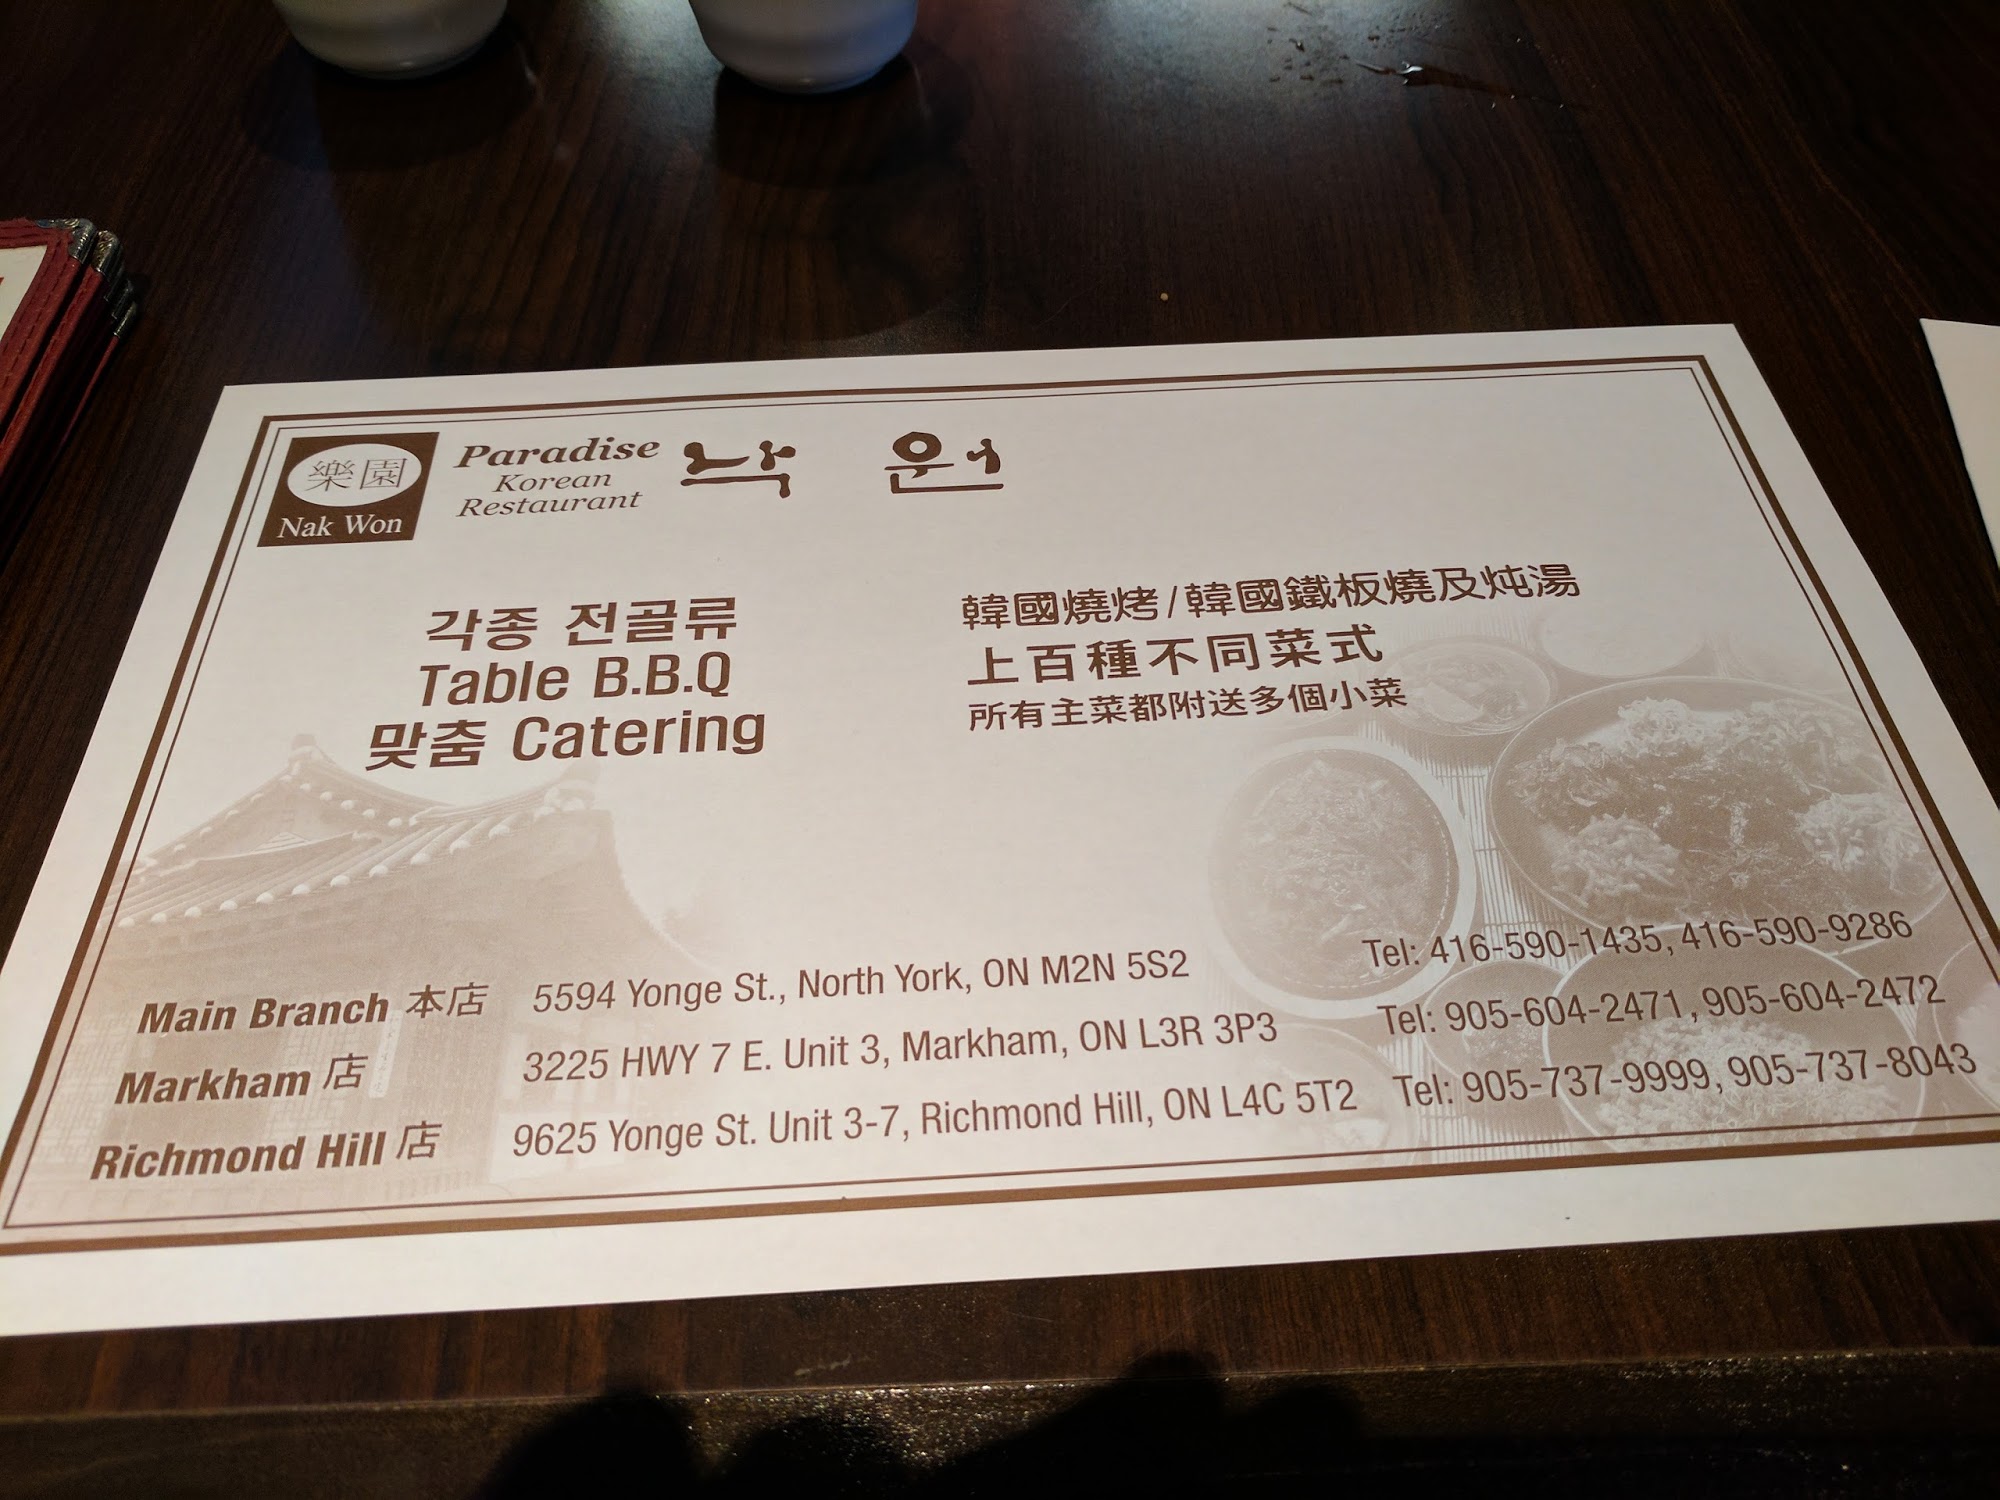 樂園
Nak Won
Paradise
Korean
Restaurant
낙원
각종 전골류
Table B.B.Q
맞춤 Catering
韓國燒烤/韓國鐵板燒及炖湯
上百種不同菜式
所有主菜都附送多個小菜
Main Branch 本店 5594 Yonge St., North York, ON M2N 5S2 Tel: 416-590-1435, 416-590-9286
Markham 店 3225 HWY 7 E. Unit 3, Markham, ON L3R 3P3 Tel: 905-604-2471, 905-604-2472
Richmond Hill 店 9625 Yonge St. Unit 3-7, Richmond Hill, ON L4C 5T2 Tel: 905-737-9999, 905-737-8043